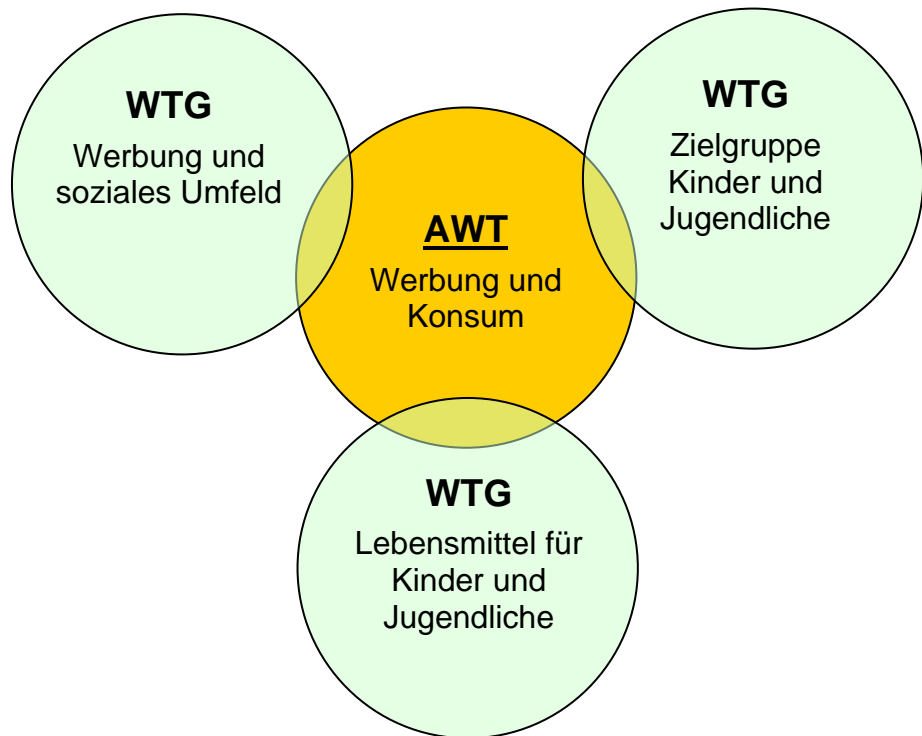 WTG
Werbung und
soziales Umfeld
WTG
Zielgruppe
Kinder und
Jugendliche
AWT
Werbung und
Konsum
WTG
Lebensmittel für
Kinder und
Jugendliche